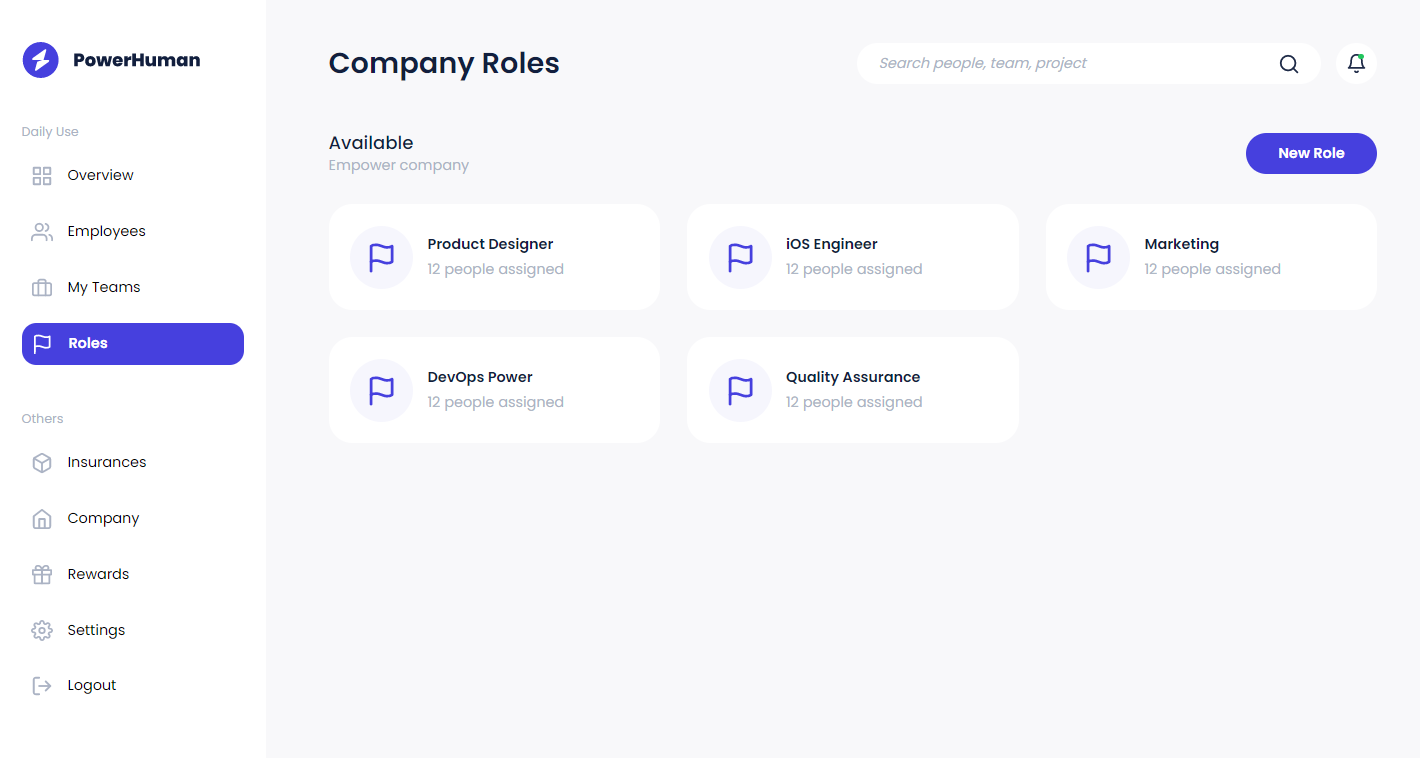 PowerHuman
Daily Use
Overview
Employees
My Teams
Roles
Others
Insurances
Company
Rewards
Settings
Logout
Company Roles
Search people, team, project
Available
Empower company
New Role
Product Designer
12 people assigned
iOS Engineer
12 people assigned
Marketing
12 people assigned
DevOps Power
12 people assigned
Quality Assurance
12 people assigned